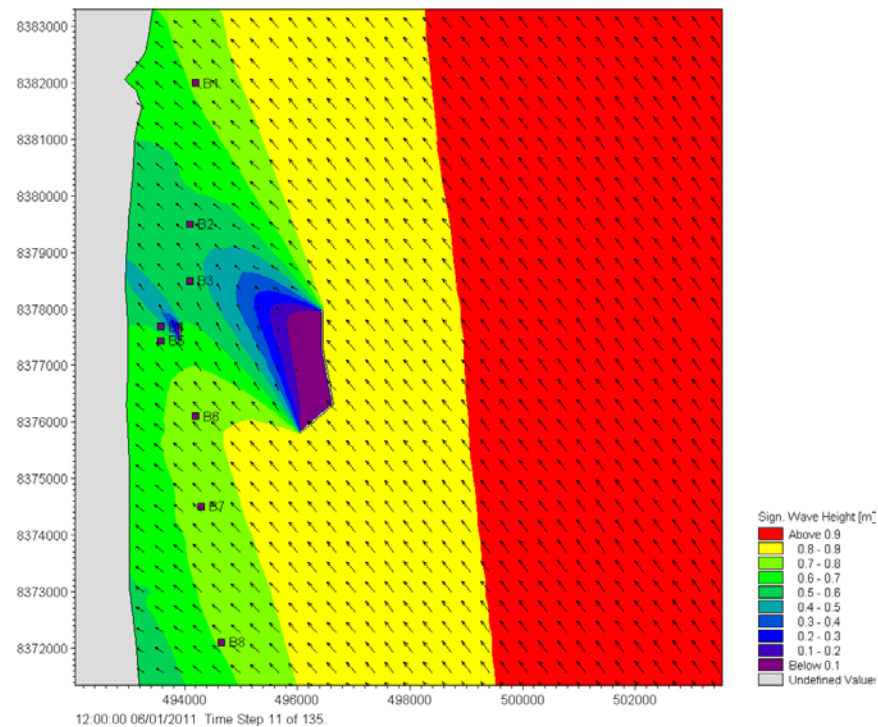 8383000
8382000
8381000
8380000
8379000
8378000
8377000
8376000
8375000
8374000
8373000
8372000
B1
B2
B3
B4
B5
B6
B7
B8
494000 496000 498000 500000 502000
12:00:00 06/01/2011 Time Step 11 of 135.
Sign. Wave Height [m]
Above 0.9
0.8 - 0.9
0.7 - 0.8
0.6 - 0.7
0.5 - 0.6
0.4 - 0.5
0.3 - 0.4
0.2 - 0.3
0.1 - 0.2
Below 0.1
Undefined Values